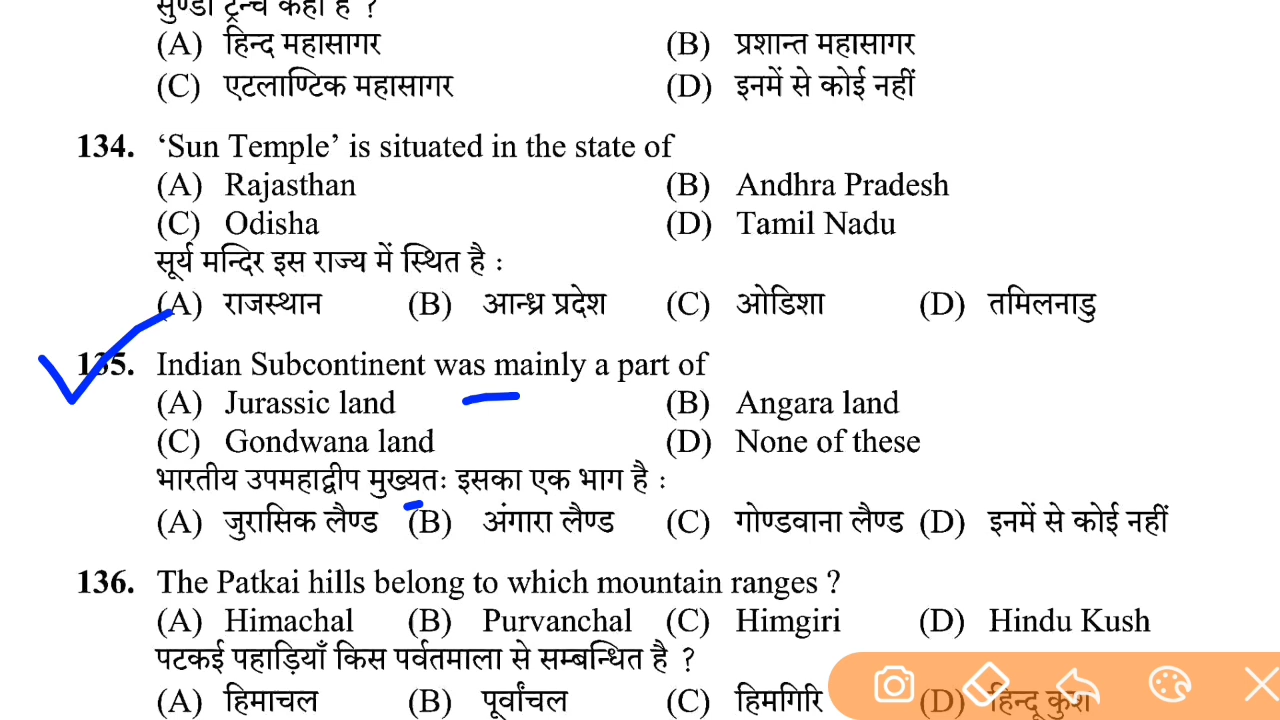 सुण्डा ट्रेन्च कहाँ है ?
(A) हिन्द महासागर (B) प्रशान्त महासागर
(C) एटलाण्टिक महासागर (D) इनमें से कोई नहीं
134. ‘Sun Temple’ is situated in the state of
(A) Rajasthan (B) Andhra Pradesh
(C) Odisha (D) Tamil Nadu
सूर्य मन्दिर इस राज्य में स्थित है :
(A) राजस्थान (B) आन्ध्र प्रदेश (C) ओडिशा (D) तमिलनाडु
135. Indian Subcontinent was mainly a part of
(A) Jurassic land (B) Angara land
(C) Gondwana land (D) None of these
भारतीय उपमहाद्वीप मुख्यतः इसका एक भाग है :
(A) जुरासिक लैण्ड (B) अंगारा लैण्ड (C) गोण्डवाना लैण्ड (D) इनमें से कोई नहीं
136. The Patkai hills belong to which mountain ranges ?
(A) Himachal (B) Purvanchal (C) Himgiri (D) Hindu Kush
पटकई पहाड़ियाँ किस पर्वतमाला से सम्बन्धित है ?
(A) हिमाचल (B) पूर्वांचल (C) हिमगिरि (D) हिन्दू कुश